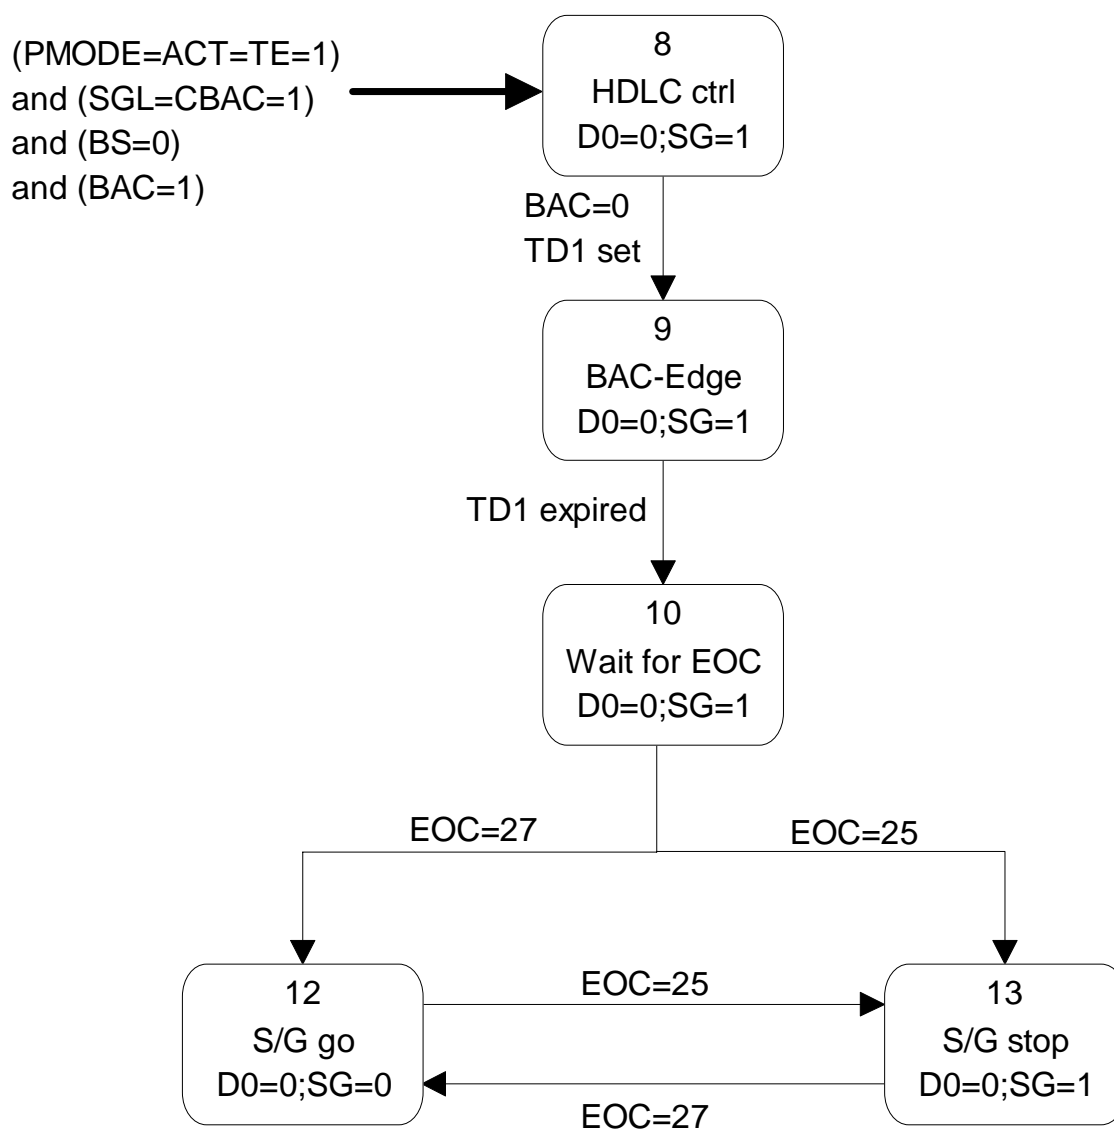 (PMODE=ACT=TE=1)
and (SGL=CBAC=1)
and (BS=0)
and (BAC=1)
8
HDLC ctrl
D0=0;SG=1
BAC=0
TD1 set
9
BAC-Edge
D0=0;SG=1
TD1 expired
10
Wait for EOC
D0=0;SG=1
EOC=27
EOC=25
12
S/G go
D0=0;SG=0
EOC=25
13
S/G stop
D0=0;SG=1
EOC=27